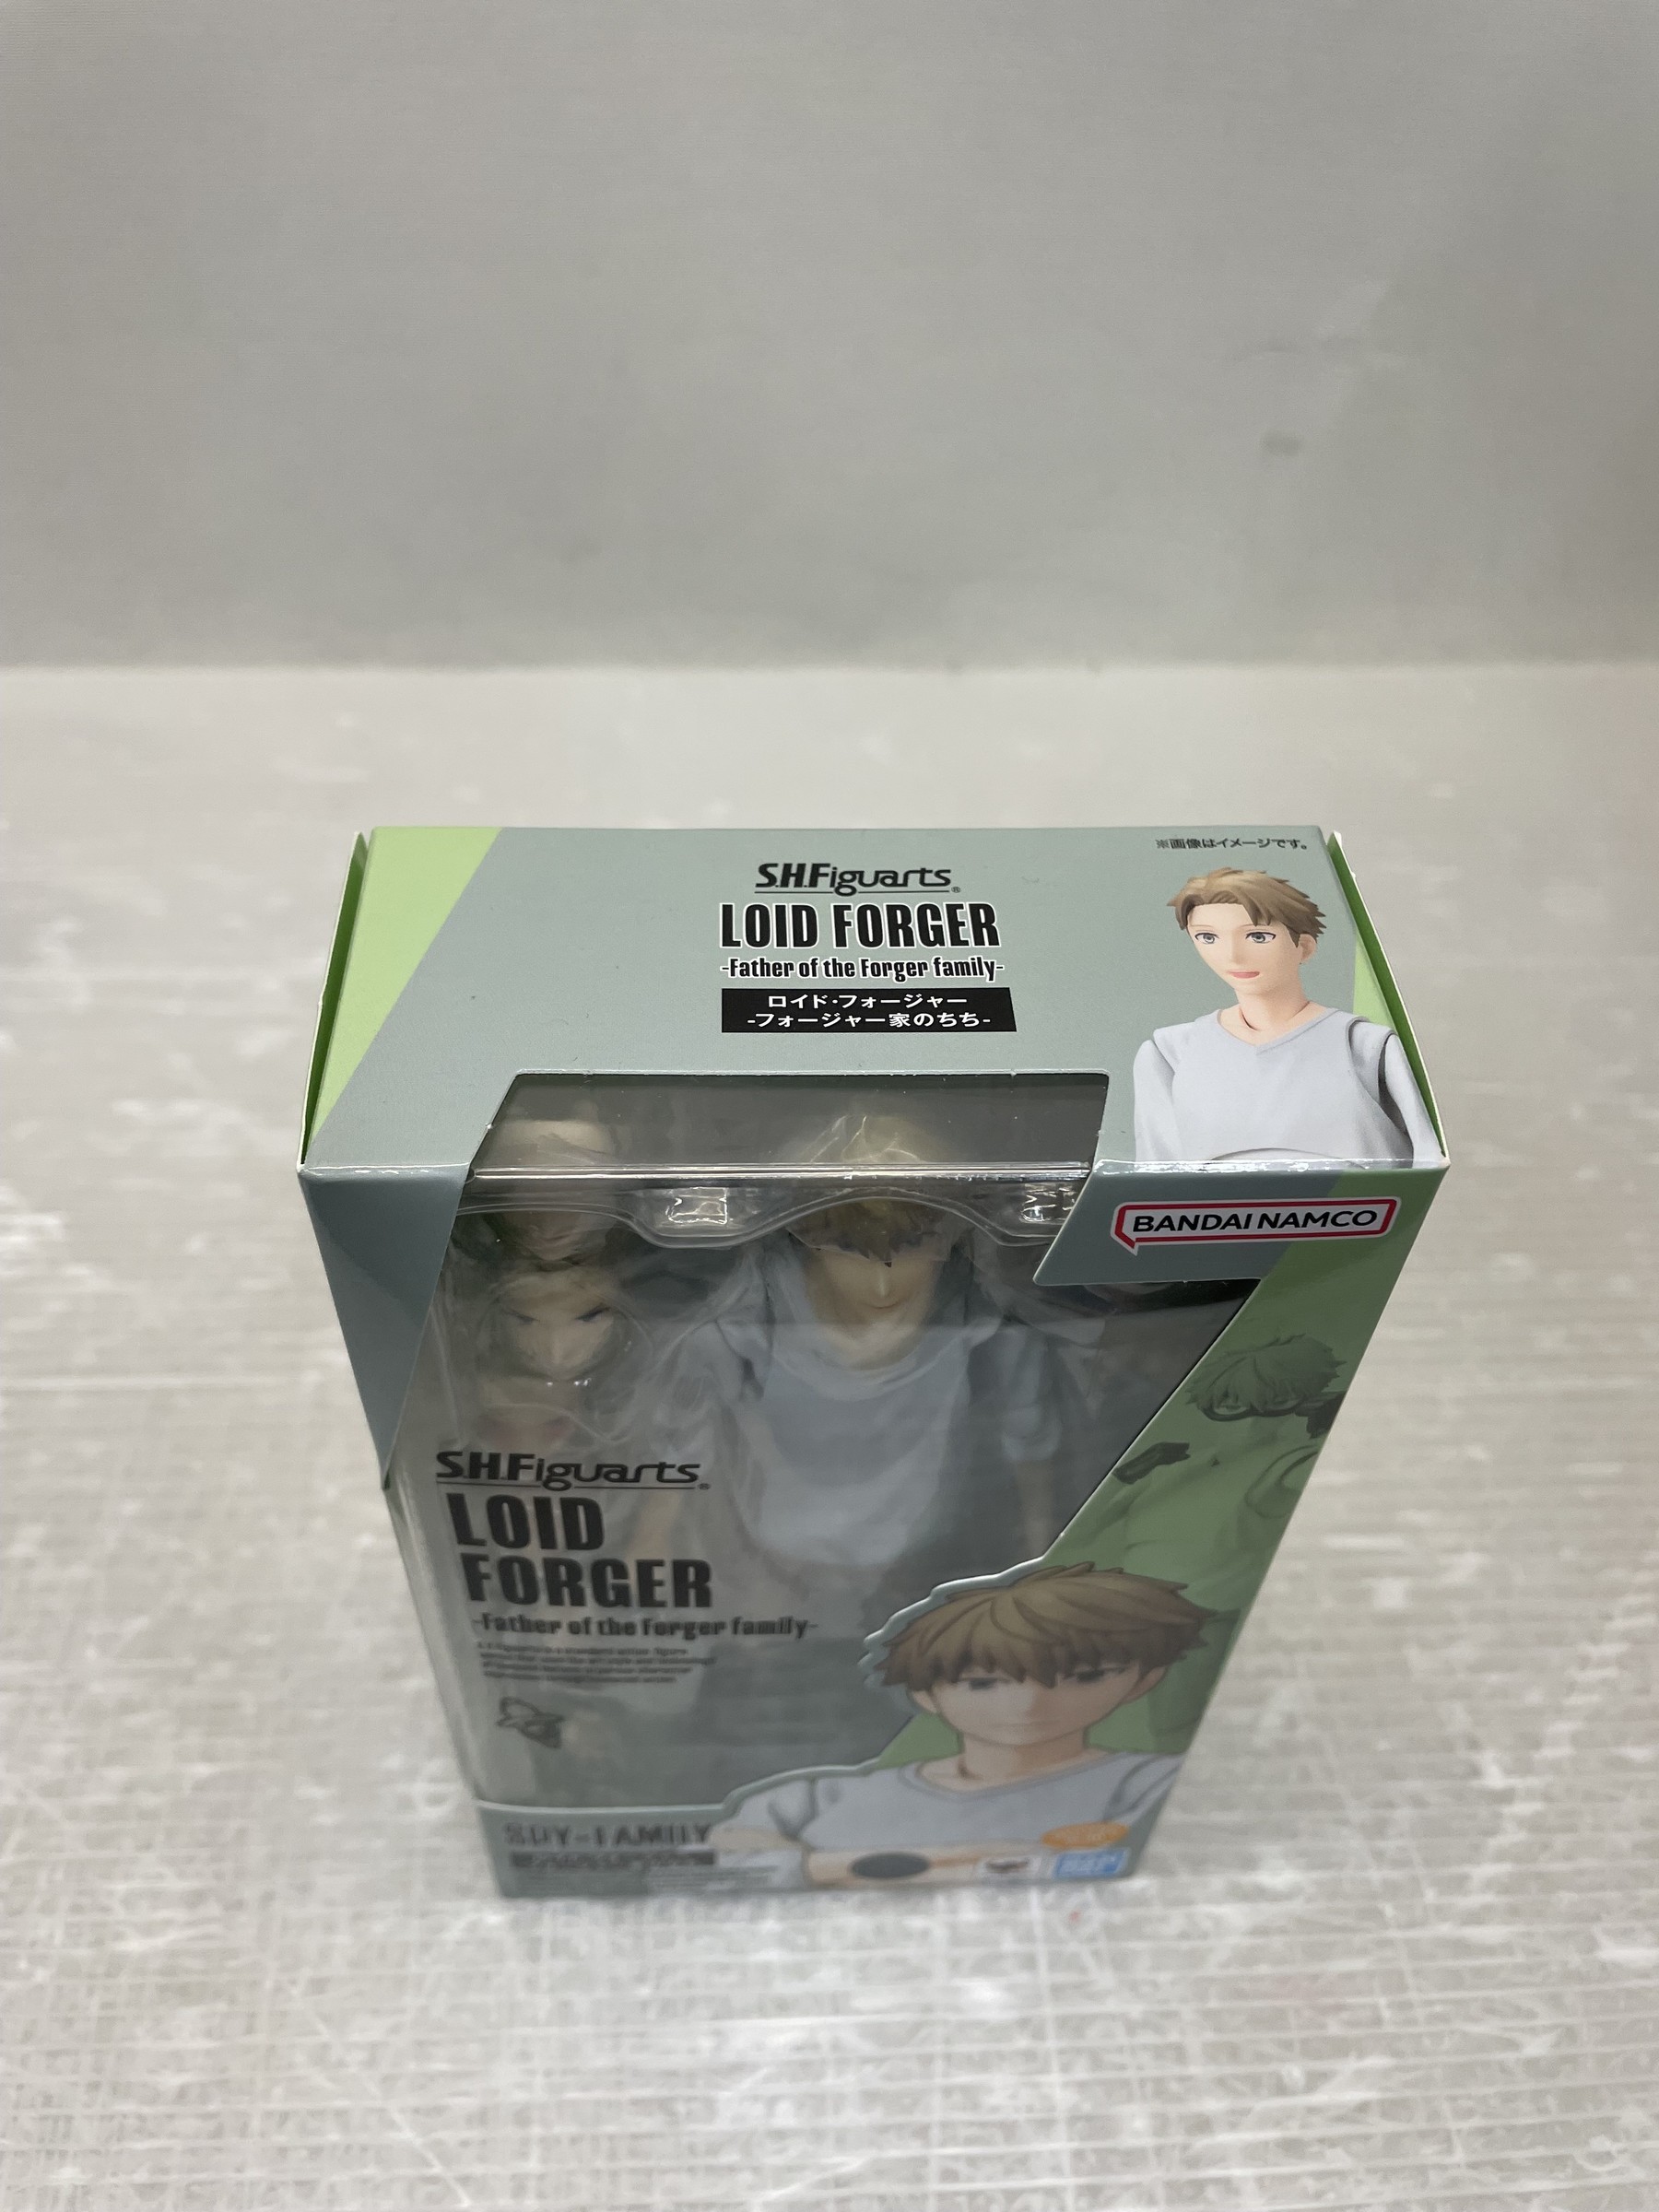 ※画像はイメージです。
S.H.Figuarts®
LOID FORGER
-Father of the Forger family-
ロイド・フォージャー
-フォージャー家のちち-
BANDAI NAMCO
S.H.Figuarts®
LOID
FORGER
-Father of the Forger family-
SPY×FAMILY